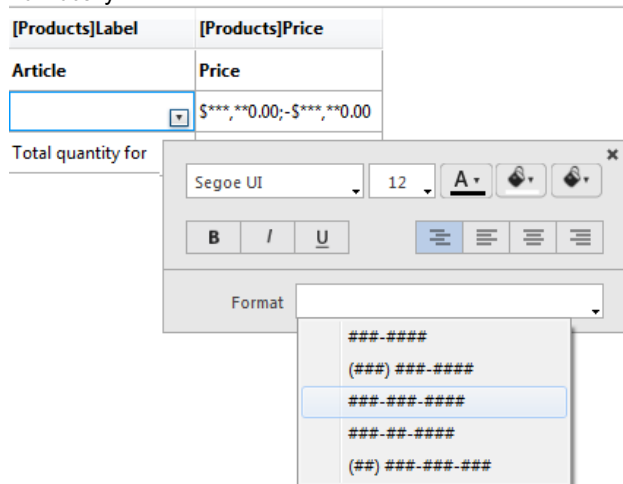 [Products]Label [Products]Price
Article Price
$***,**0.00;-$***,**0.00
Total quantity for
Segoe UI 12 A
B I U
Format
###-####
(###) ###-####
###-###-####
###-##-####
(##) ###-###-###